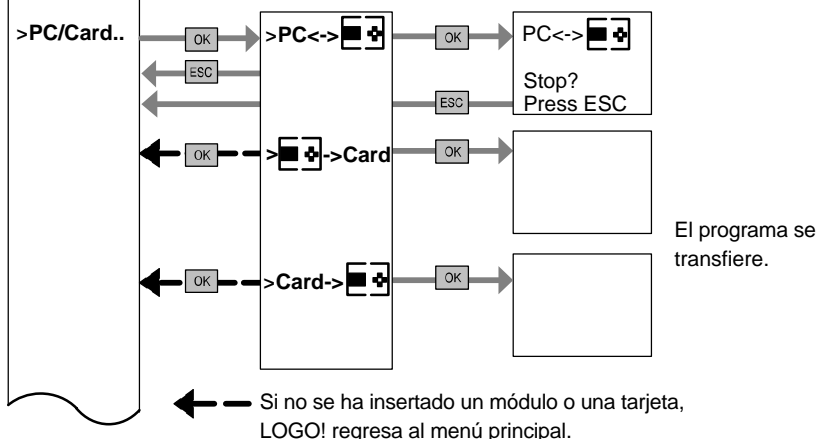 >PC/Card..
OK
>PC<->
OK
PC<->
ESC
Stop?
Press ESC
ESC
OK
> ->Card
OK
El programa se
transfiere.
OK
>Card->
OK
Si no se ha insertado un módulo o una tarjeta,
LOGO! regresa al menú principal.